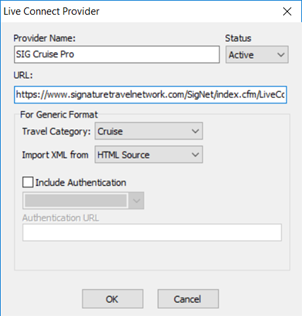 Live Connect Provider
Provider Name:
Status
SIG Cruise Pro
Active
URL:
https://www.signaturetravelnetwork.com/SigNet/index.cfm/LiveCo
For Generic Format
Travel Category:
Cruise
Import XML from
HTML Source
Include Authentication
Authentication URL
OK
Cancel